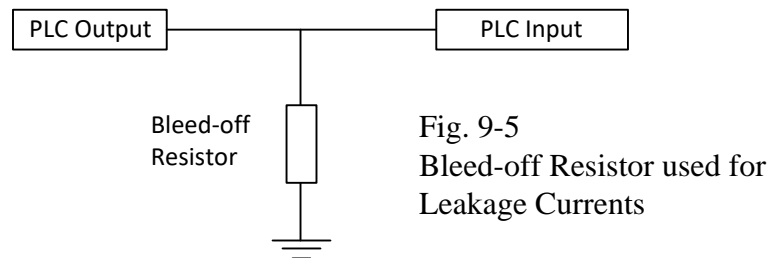 PLC Output
PLC Input
Bleed-off
Resistor
Fig. 9-5
Bleed-off Resistor used for
Leakage Currents